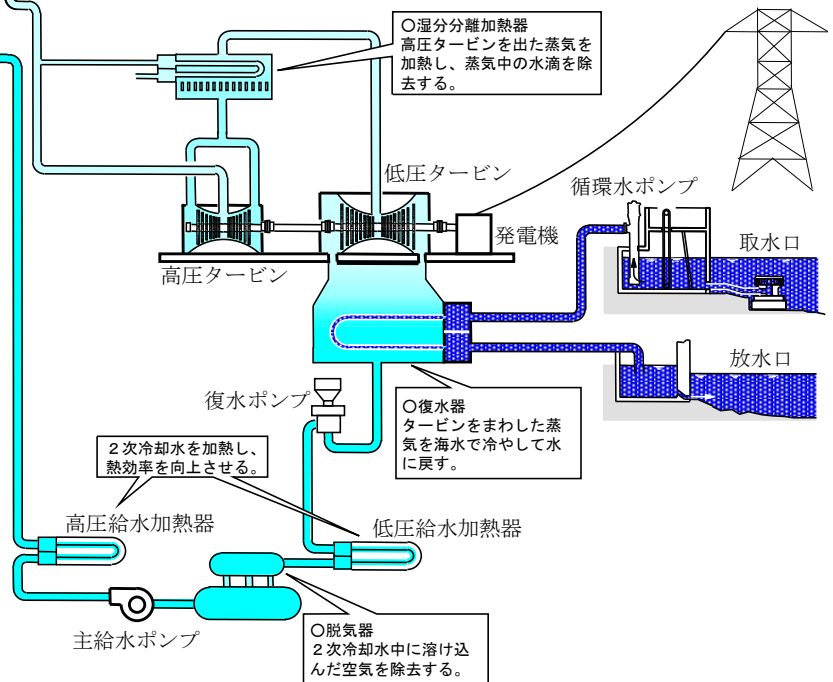 ○湿分分離加熱器
高圧タービンを出た蒸気を
加熱し、蒸気中の水滴を除
去する。
低圧タービン
循環水ポンプ
発電機
取水口
高圧タービン
放水口
復水ポンプ
○復水器
タービンをまわした蒸
気を海水で冷やして水
に戻す。
２次冷却水を加熱し、
熱効率を向上させる。
高圧給水加熱器
低圧給水加熱器
主給水ポンプ
○脱気器
２次冷却水中に溶け込
んだ空気を除去する。